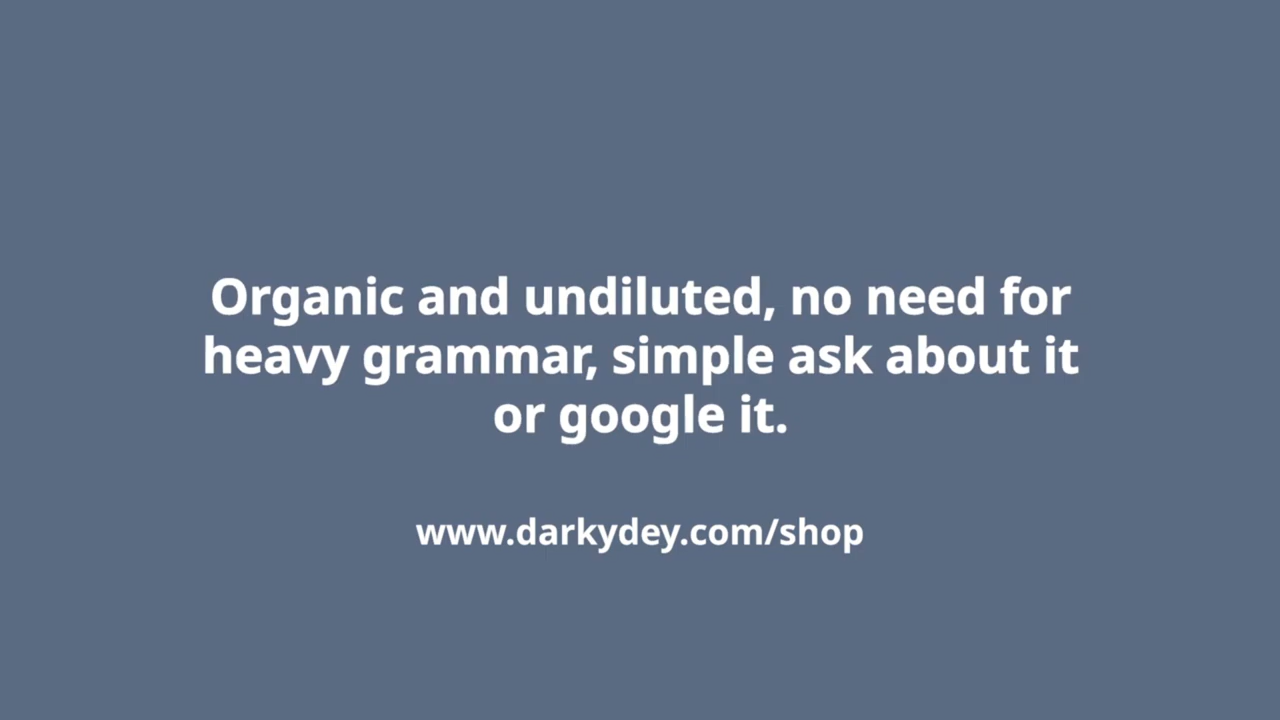 Organic and undiluted, no need for
heavy grammar, simple ask about it
or google it.
www.darkydey.com/shop